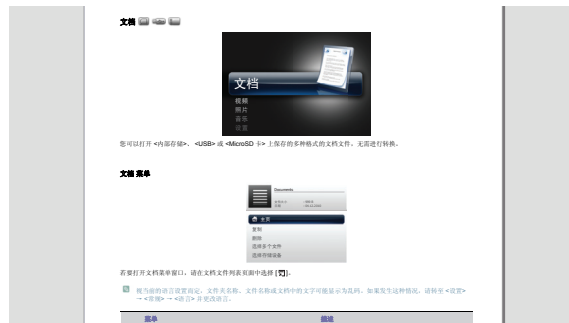 文档
文档
视频
照片
音乐
设置
您可以打开 <内部存储>、<USB> 或 <MicroSD 卡> 上保存的多种格式的文档文件，无需进行转换。
文档 菜单
Documents
主页
复制
删除
选择多个文件
选择存储设备
若要打开文档菜单窗口，请在文档文件列表页面中选择 [ ]。
视当前的语言设置而定，文件夹名称、文件名称或文档中的文字可能显示为乱码。如果发生这种情况，请转至 <设置>
→ <常规> → <语言> 并更改语言。
菜单 描述